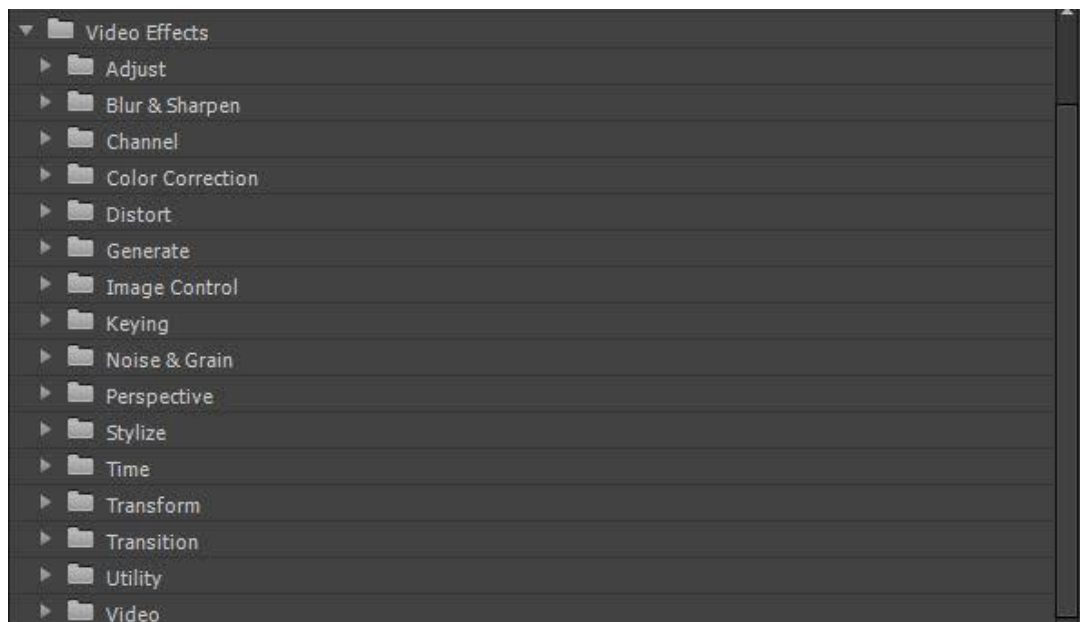 Video Effects
Adjust
Blur & Sharpen
Channel
Color Correction
Distort
Generate
Image Control
Keying
Noise & Grain
Perspective
Stylize
Time
Transform
Transition
Utility
Video